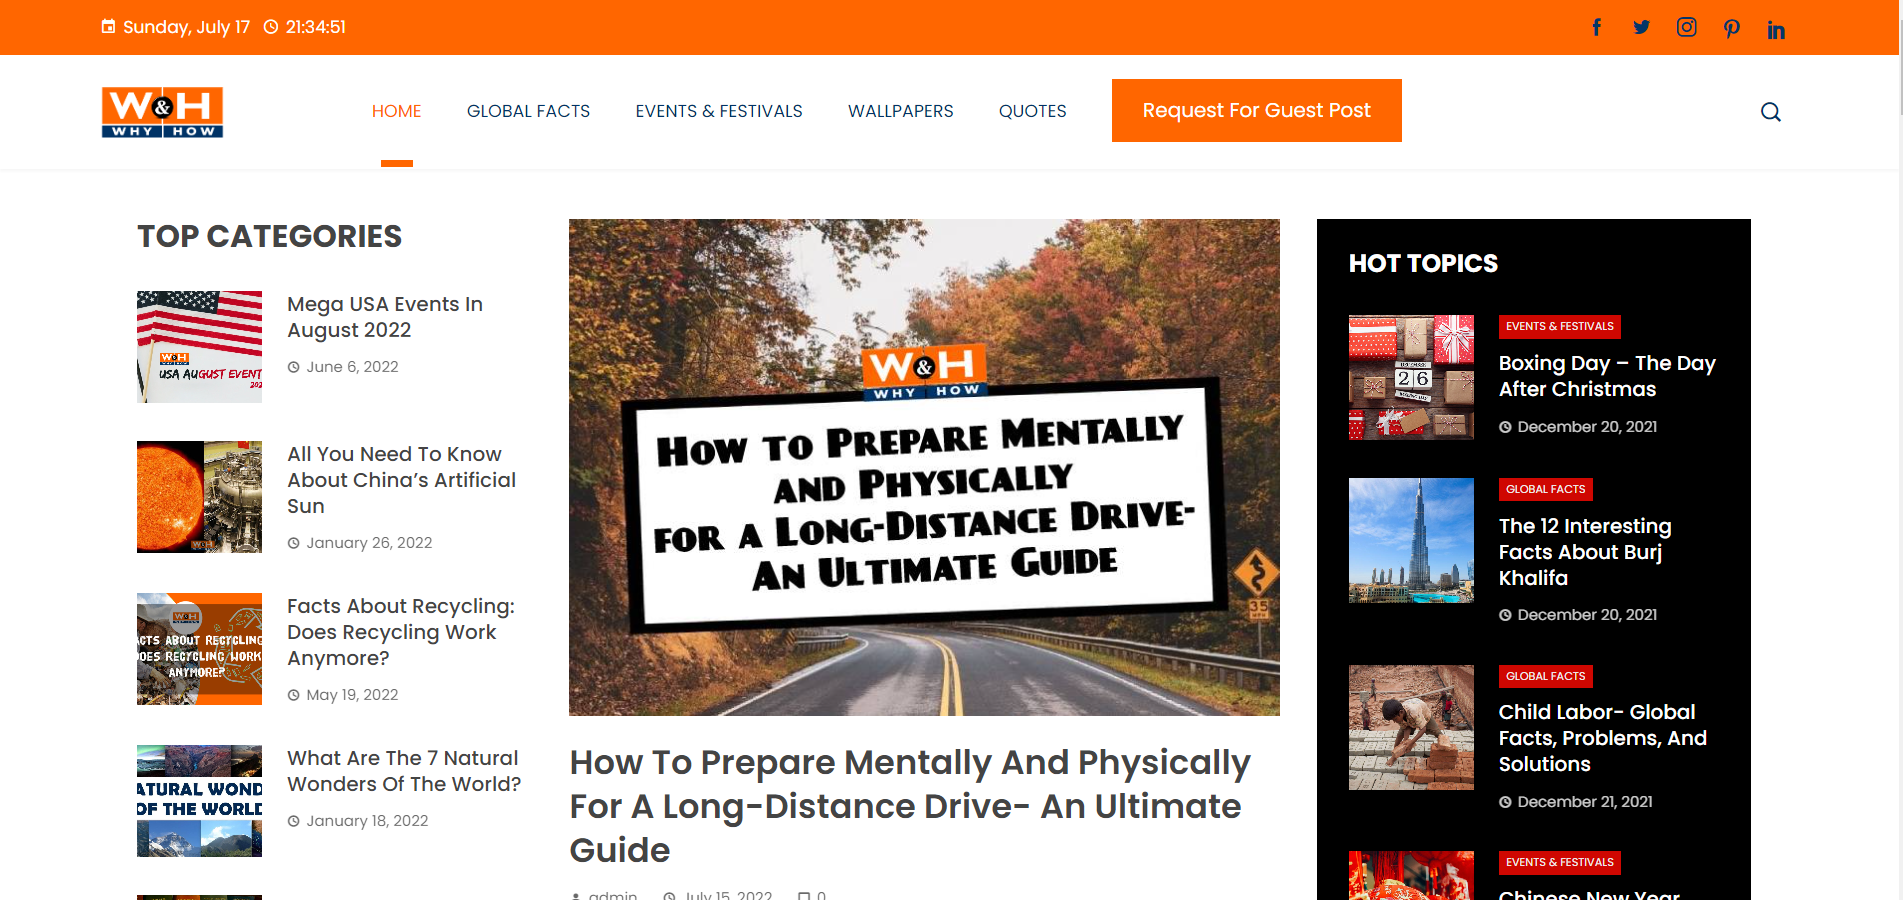 Sunday, July 17 21:34:51
W&H
WHY HOW
HOME GLOBAL FACTS EVENTS & FESTIVALS WALLPAPERS QUOTES Request For Guest Post
TOP CATEGORIES
W&H
USA AUGUST EVENT
202
Mega USA Events In
August 2022
June 6, 2022
All You Need To Know
About China’s Artificial
Sun
January 26, 2022
W&H
ACTS ABOUT RECYCLING
DOES RECYCLING WORK
ANYMORE?
Facts About Recycling:
Does Recycling Work
Anymore?
May 19, 2022
ATURAL WOND
OF THE WORLD
What Are The 7 Natural
Wonders Of The World?
January 18, 2022
W&H
WHY HOW
How to Prepare Mentally
and Physically
for a Long-Distance Drive-
An Ultimate Guide
35
How To Prepare Mentally And Physically
For A Long-Distance Drive- An Ultimate
Guide
admin July 15, 2022 0
HOT TOPICS
26
EVENTS & FESTIVALS
Boxing Day – The Day
After Christmas
December 20, 2021
GLOBAL FACTS
The 12 Interesting
Facts About Burj
Khalifa
December 20, 2021
GLOBAL FACTS
Child Labor- Global
Facts, Problems, And
Solutions
December 21, 2021
EVENTS & FESTIVALS
Chinese New Year